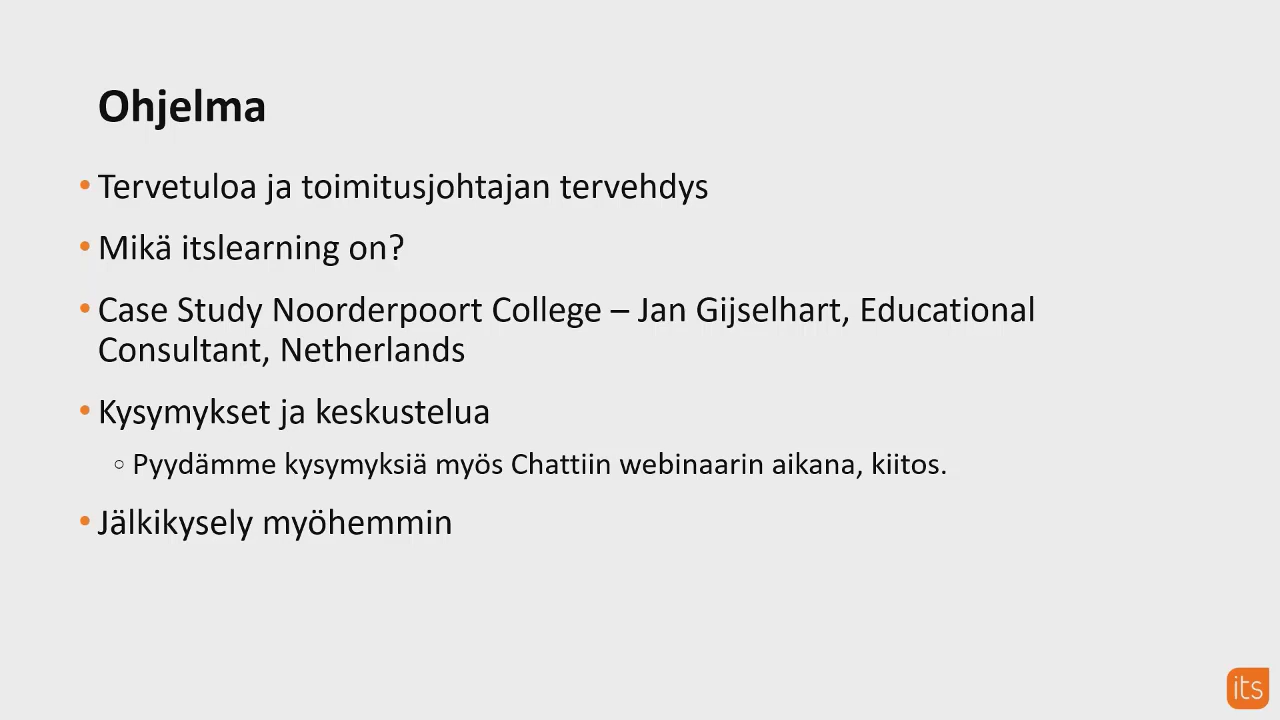 Ohjelma
• Tervetuloa ja toimitusjohtajan tervehdys
• Mikä itslearning on?
• Case Study Noorderpoort College – Jan Gijselhart, Educational
Consultant, Netherlands
• Kysymykset ja keskustelua
○ Pyydämme kysymyksiä myös Chattiin webinaarin aikana, kiitos.
• Jälkikysely myöhemmin
its